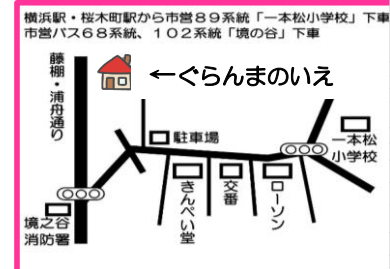 横浜駅・桜木町駅から市営８９系統「一本松小学校」下車
市営バス６８系統、１０２系統「境の谷」下車
藤棚・浦舟通り
←ぐらんまのいえ
駐車場
一本松
小学校
きんぺい堂
交番
ローソン
境之谷
消防署